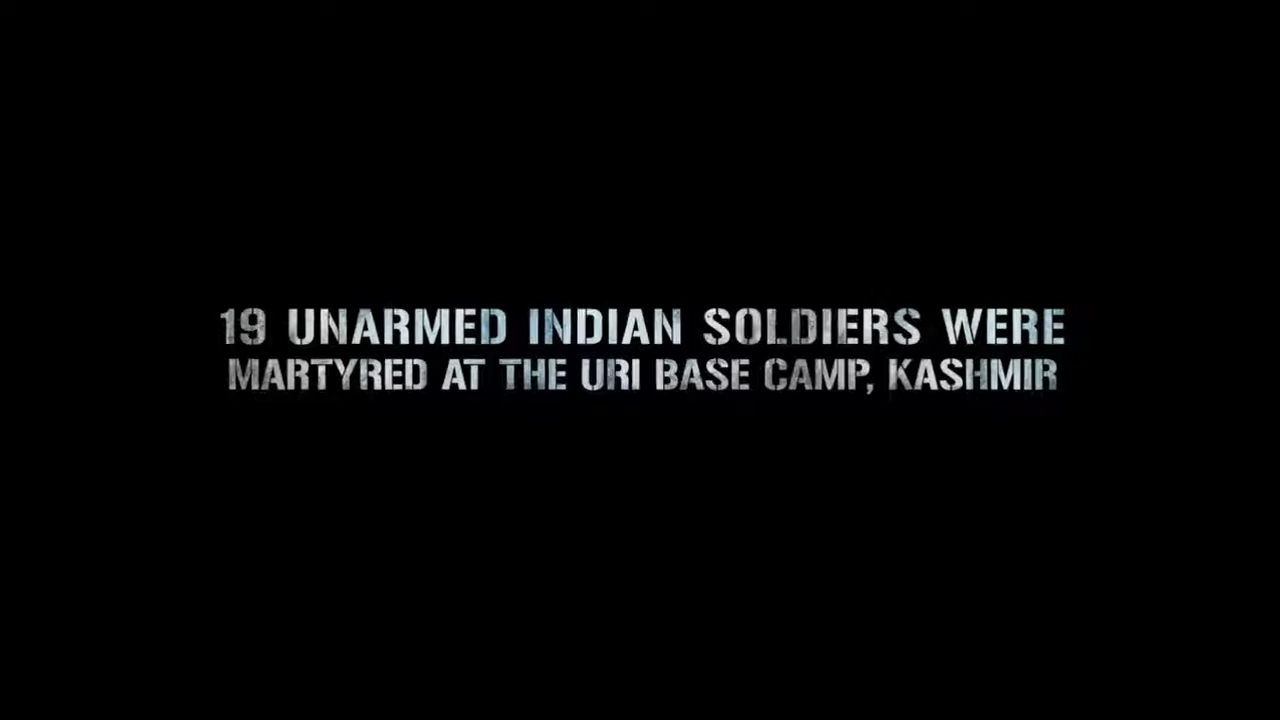 19 UNARMED INDIAN SOLDIERS WERE
MARTYRED AT THE URI BASE CAMP, KASHMIR